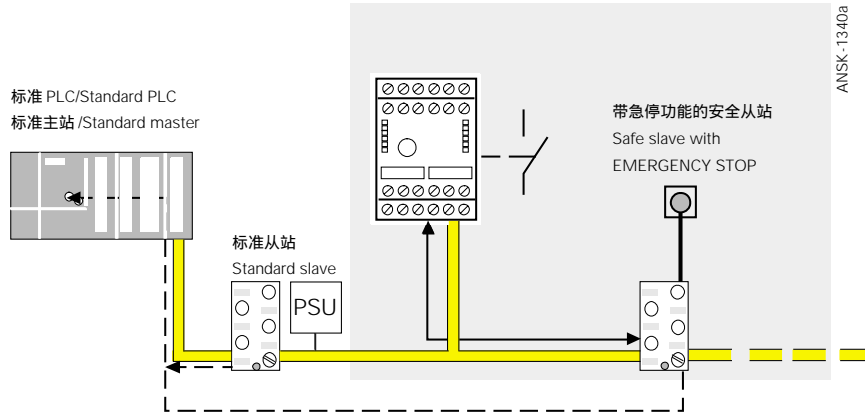 标准 PLC/Standard PLC
标准主站 /Standard master
标准从站
Standard slave
PSU
带急停功能的安全从站
Safe slave with
EMERGENCY STOP
ANSK-1340a